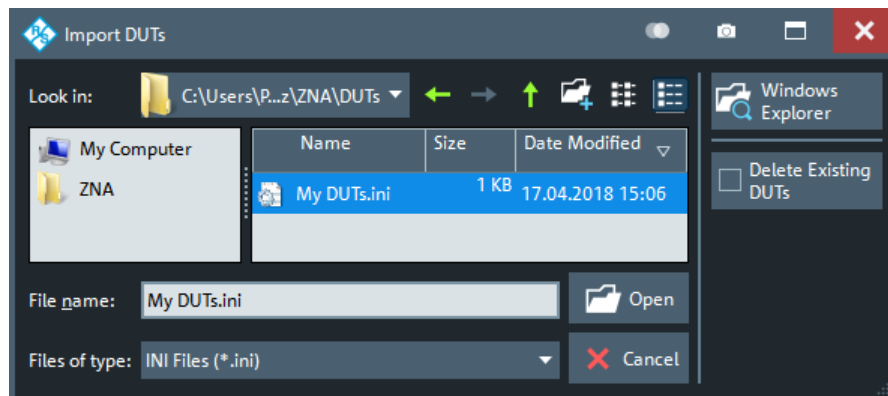 Import DUTs
Look in:
C:\Users\P...z\ZNA\DUTs
Windows
Explorer
My Computer
ZNA
Name
Size
Date Modified
My DUTs.ini
1 KB
17.04.2018 15:06
Delete Existing
DUTs
File name:
My DUTs.ini
Open
Files of type:
INI Files (*.ini)
Cancel